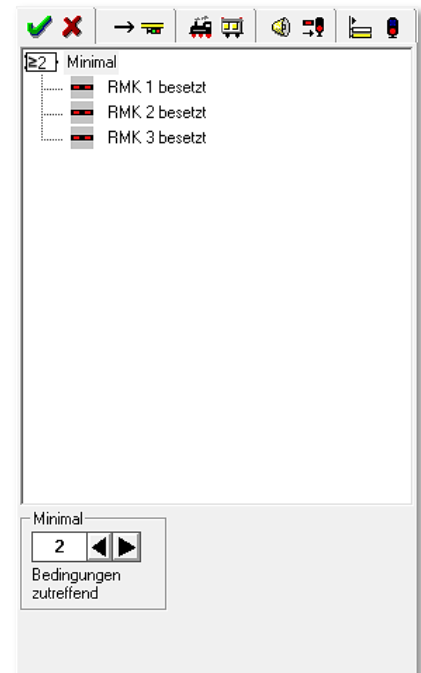 ≥2 Minimal
RMK 1 besetzt
RMK 2 besetzt
RMK 3 besetzt
Minimal
2
Bedingungen
zutreffend